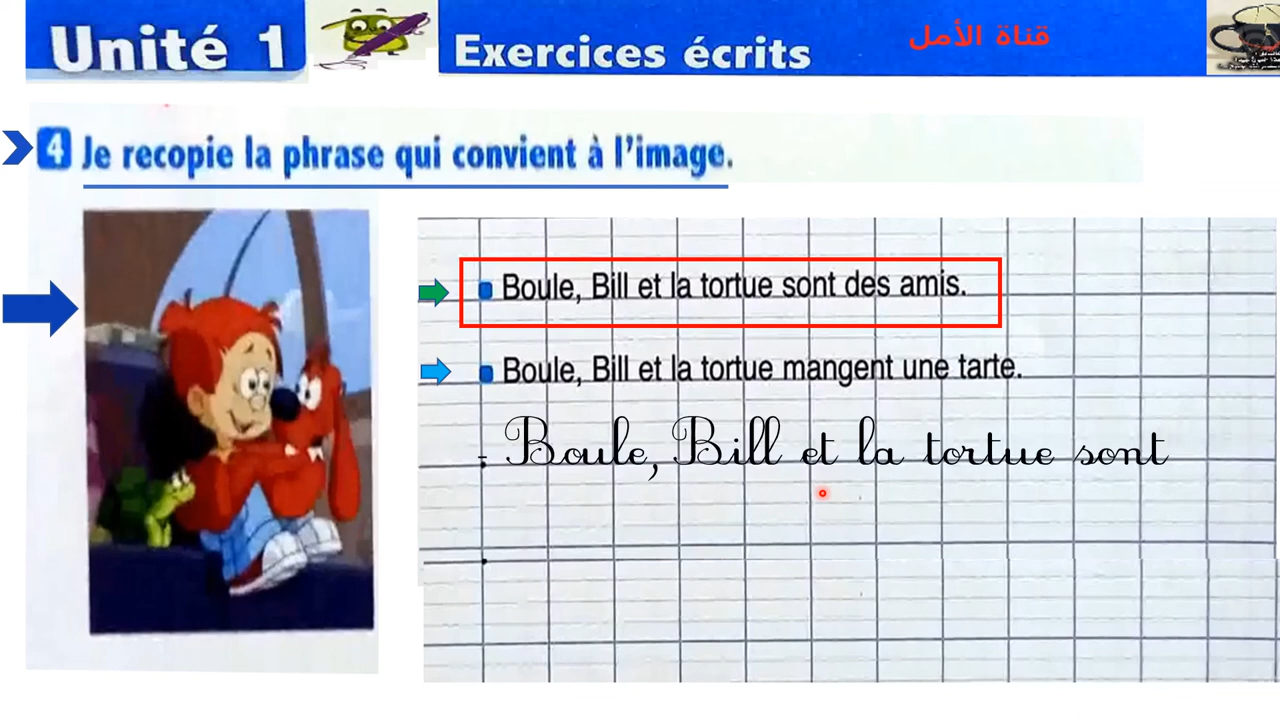 Unité 1
Exercices écrits
قناة الأمل
4 Je recopie la phrase qui convient à l'image.
Boule, Bill et la tortue sont des amis.
Boule, Bill et la tortue mangent une tarte.
- Boule, Bill et la tortue sont